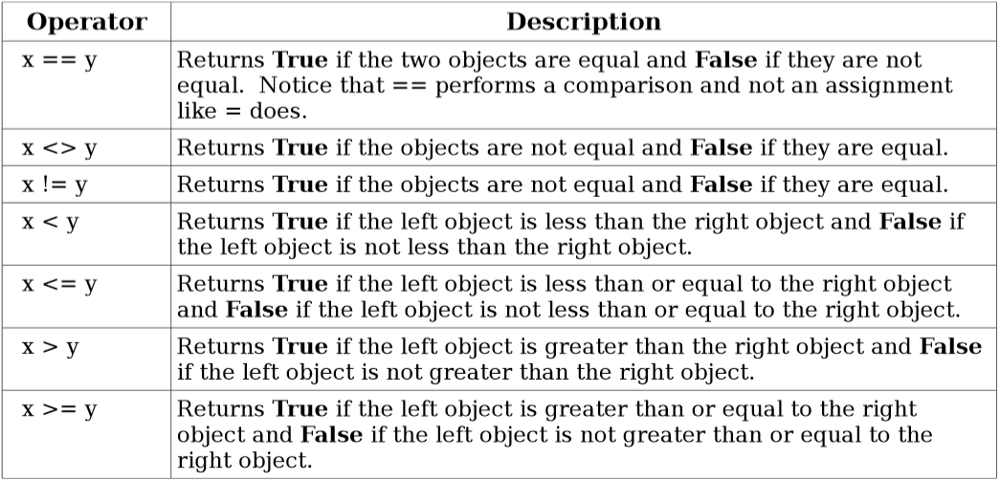 Operator Description
x == y Returns True if the two objects are equal and False if they are not
equal.  Notice that == performs a comparison and not an assignment
like = does.
x <> y Returns True if the objects are not equal and False if they are equal.
x != y Returns True if the objects are not equal and False if they are equal.
x < y Returns True if the left object is less than the right object and False if
the left object is not less than the right object.
x <= y Returns True if the left object is less than or equal to the right object
and False if the left object is not less than or equal to the right object.
x > y Returns True if the left object is greater than the right object and False
if the left object is not greater than the right object.
x >= y Returns True if the left object is greater than or equal to the right
object and False if the left object is not greater than or equal to the
right object.